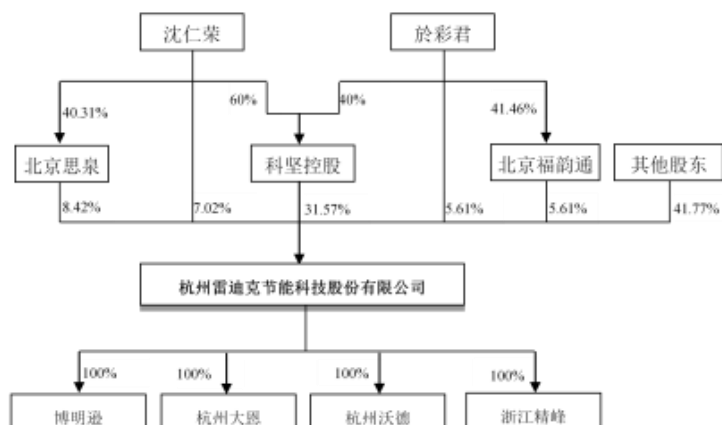 沈仁荣
於彩君
40.31%
60%
40%
41.46%
北京思泉
科坚控股
北京福韵通
其他股东
8.42%
7.02%
31.57%
5.61%
5.61%
41.77%
杭州雷迪克节能科技股份有限公司
100%
100%
100%
100%
博明逊
杭州大恩
杭州沃德
浙江精峰